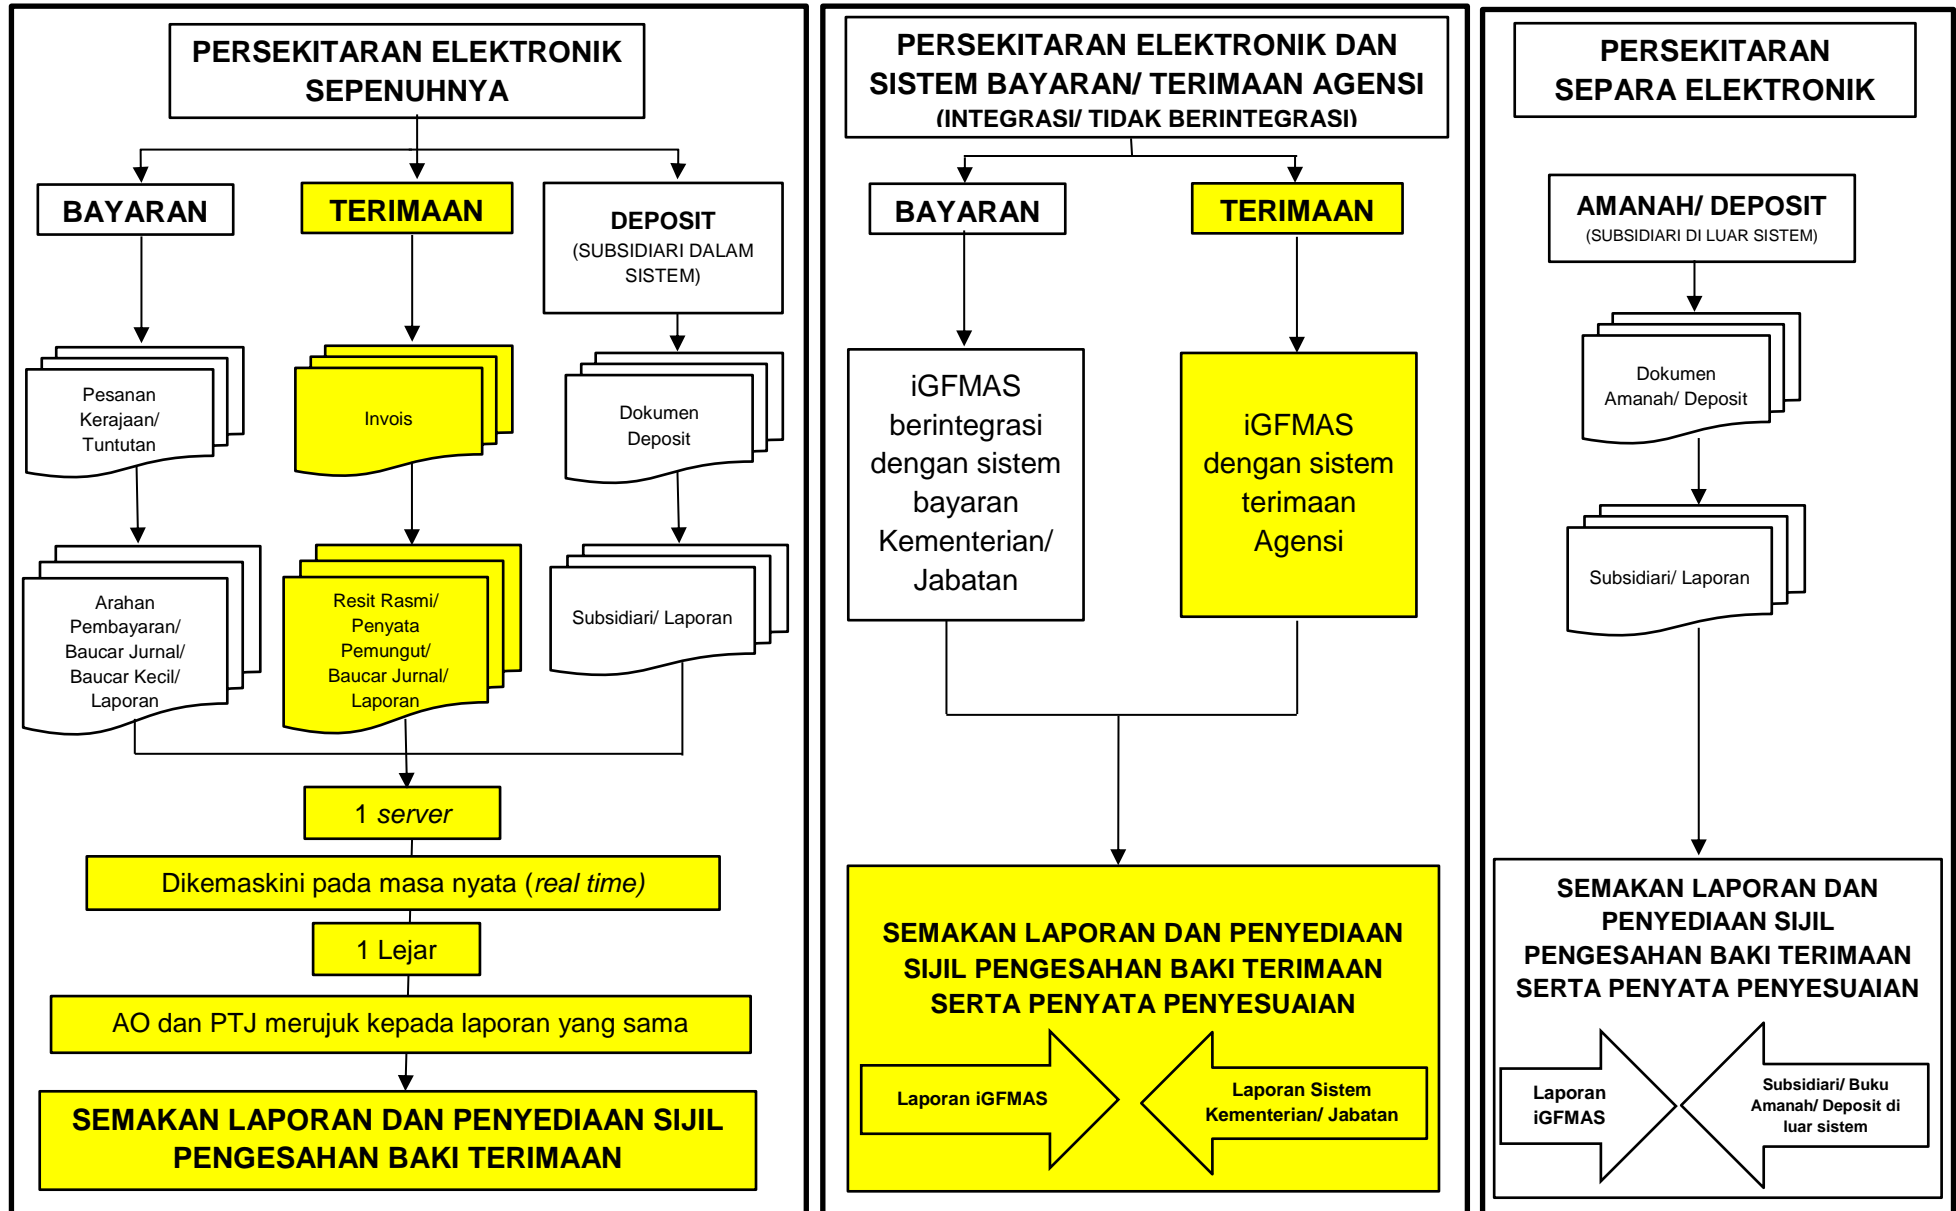 PERSEKITARAN ELEKTRONIK
SEPENUHNYA
BAYARAN
TERIMAAN
DEPOSIT
(SUBSIDIARI DALAM
SISTEM)
Pesanan
Kerajaan/
Tuntutan
Invois
Dokumen
Deposit
Arahan
Pembayaran/
Baucar Jurnal/
Baucar Kecil/
Laporan
Resit Rasmi/
Penyata
Pemungut/
Baucar Jurnal/
Laporan
Subsidiari/ Laporan
1 server
Dikemaskini pada masa nyata (real time)
1 Lejar
AO dan PTJ merujuk kepada laporan yang sama
SEMAKAN LAPORAN DAN PENYEDIAAN SIJIL
PENGESAHAN BAKI TERIMAAN
PERSEKITARAN ELEKTRONIK DAN
SISTEM BAYARAN/ TERIMAAN AGENSI
(INTEGRASI/ TIDAK BERINTEGRASI)
BAYARAN
TERIMAAN
iGFMAS
berintegrasi
dengan sistem
bayaran
Kementerian/
Jabatan
iGFMAS
dengan sistem
terimaan
Agensi
SEMAKAN LAPORAN DAN PENYEDIAAN
SIJIL PENGESAHAN BAKI TERIMAAN
SERTA PENYATA PENYESUAIAN
Laporan iGFMAS
Laporan Sistem
Kementerian/ Jabatan
PERSEKITARAN
SEPARA ELEKTRONIK
AMANAH/ DEPOSIT
(SUBSIDIARI DI LUAR SISTEM)
Dokumen
Amanah/ Deposit
Subsidiari/ Laporan
SEMAKAN LAPORAN DAN
PENYEDIAAN SIJIL
PENGESAHAN BAKI TERIMAAN
SERTA PENYATA PENYESUAIAN
Laporan
iGFMAS
Subsidiari/ Buku
Amanah/ Deposit di
luar sistem